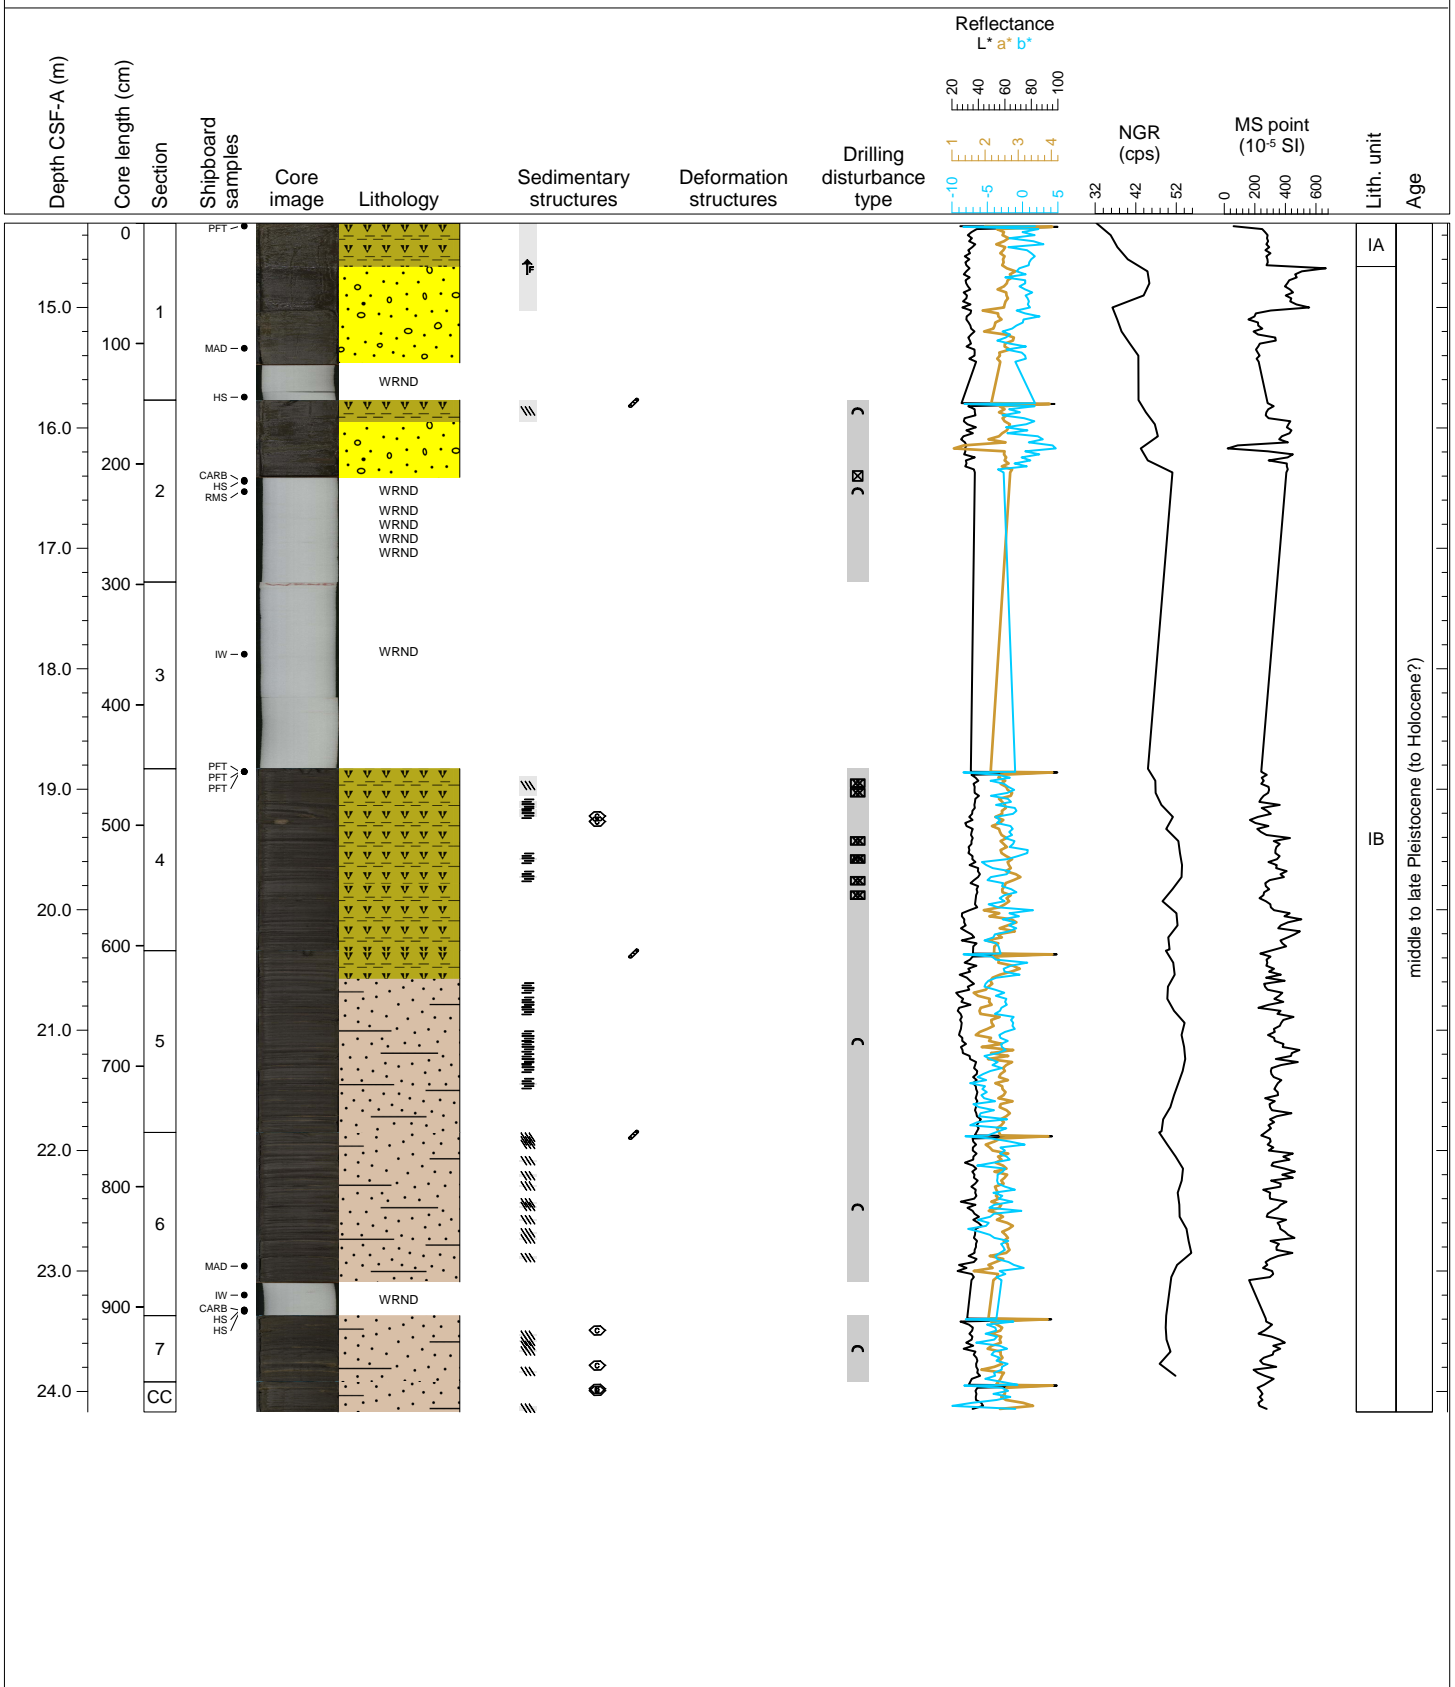 Reflectance
L* a* b*
20 40 60 80 100
1 2 3 4
-10 -5 0 5
Depth CSF-A (m)
Core length (cm)
Section
Shipboard
samples
Core
image
Lithology
Sedimentary
structures
Deformation
structures
Drilling
disturbance
type
NGR
(cps)
32 42 52
MS point
(10-5 SI)
0 200 400 600
Lith. unit
Age
0
PFT
F
IA
15.0
1
100
MAD
WRND
HS
16.0
200
CARB
HS
RMS
2
WRND
WRND
WRND
WRND
WRND
17.0
300
IW
WRND
18.0
3
400
PFT
PFT
PFT
19.0
500
4
IB
20.0
600
middle to late Pleistocene (to Holocene?)
21.0
5
700
22.0
800
6
23.0
MAD
IW
WRND
900
CARB
HS
HS
7
C
C
24.0
CC